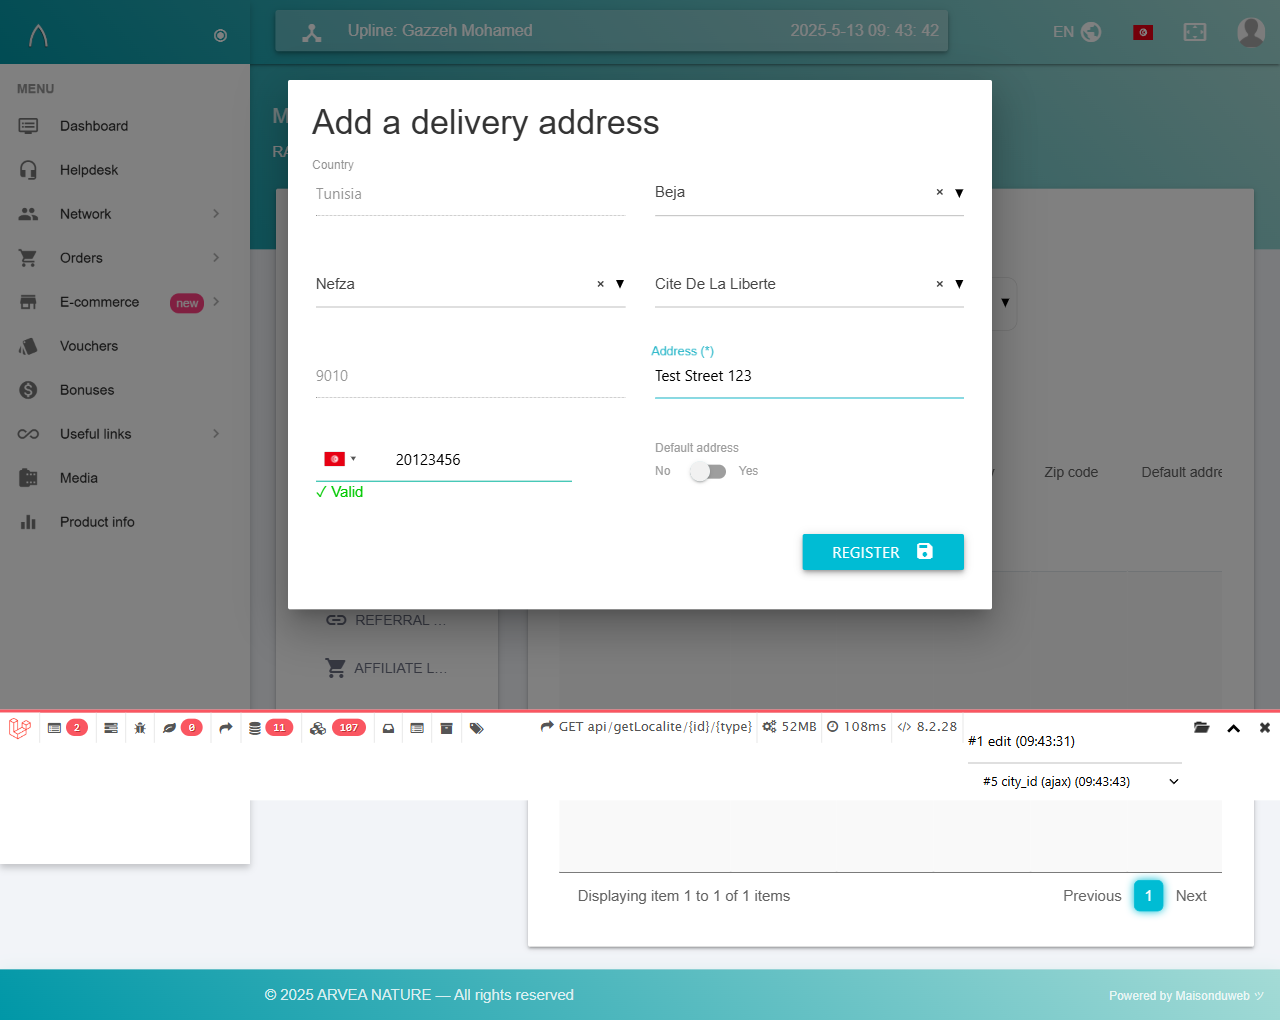 Upline: Gazzeh Mohamed
2025-5-13 09: 43: 42
EN
MENU
Dashboard
Helpdesk
Network
Orders
E-commerce
new
Vouchers
Bonuses
Useful links
Media
Product info
Add a delivery address
Country
Tunisia
Beja
×
Nefza
×
Cite De La Liberte
×
9010
Address (*)
Test Street 123
20123456
✓ Valid
Default address
No
Yes
Zip code
Default addre
REGISTER
REFERRAL ...
AFFILIATE L...
2
0
11
107
GET api/getLocalite/{id}/{type}
52MB
108ms
8.2.28
#1 edit (09:43:31)
#5 city_id (ajax) (09:43:43)
Displaying item 1 to 1 of 1 items
Previous
1
Next
© 2025 ARVEA NATURE — All rights reserved
Powered by Maisonduweb ツ